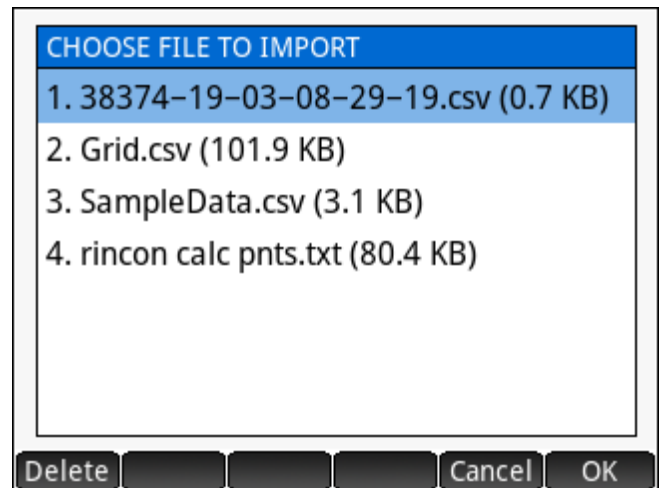 CHOOSE FILE TO IMPORT
1. 38374-19-03-08-29-19.csv (0.7 KB)
2. Grid.csv (101.9 KB)
3. SampleData.csv (3.1 KB)
4. rincon calc pnts.txt (80.4 KB)
Delete Cancel OK